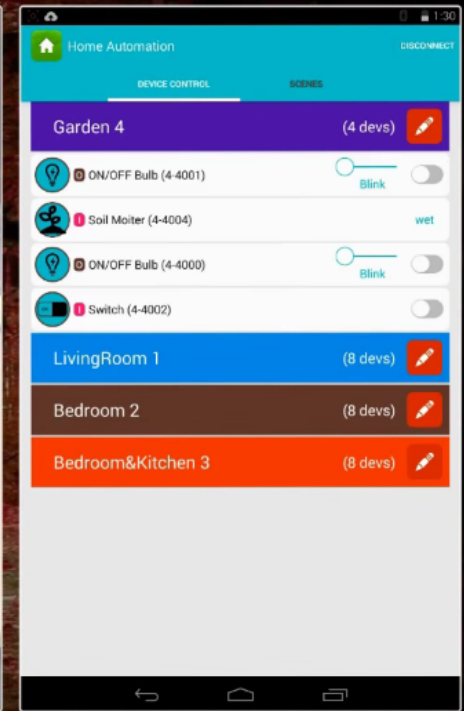 1:30
Home Automation
DISCONNECT
DEVICE CONTROL
SCENES
Garden 4
(4 devs)
O ON/OFF Bulb (4-4001)
Blink
I Soil Moiter (4-4004)
wet
O ON/OFF Bulb (4-4000)
Blink
I Switch (4-4002)
LivingRoom 1
(8 devs)
Bedroom 2
(8 devs)
Bedroom&Kitchen 3
(8 devs)